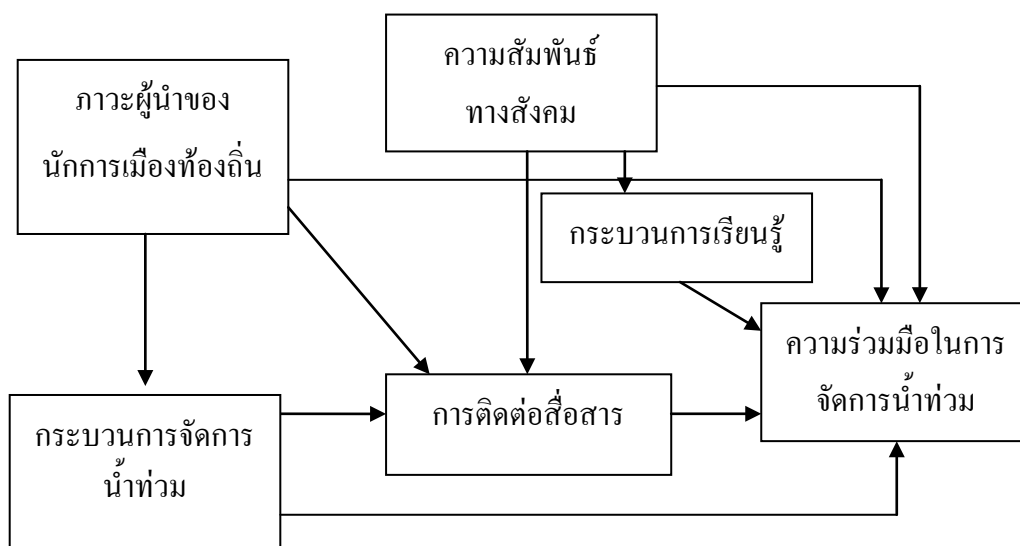 ความสัมพันธ์
ทางสังคม
ภาวะผู้นำของ
นักการเมืองท้องถิ่น
กระบวนการเรียนรู้
ความร่วมมือในการ
จัดการน้ำท่วม
การติดต่อสื่อสาร
กระบวนการจัดการ
น้ำท่วม